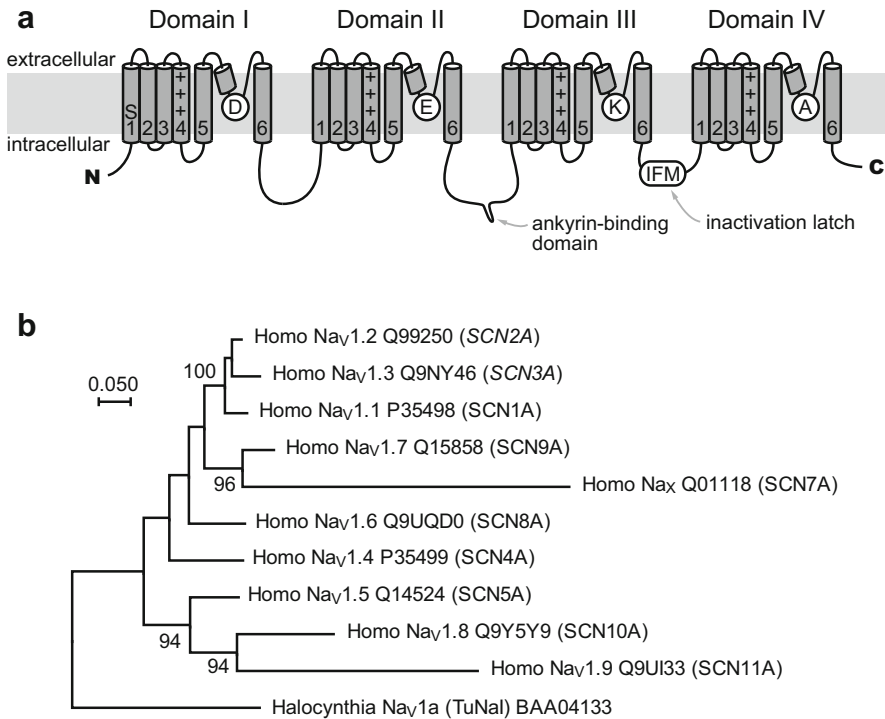 a
Domain I Domain II Domain III Domain IV
extracellular
+ + + +
+ + + +
+ + + +
D E K A
S
1 2 3 4 5 6 1 2 3 4 5 6 1 2 3 4 5 6 1 2 3 4 5 6
intracellular
N IFM C
ankyrin-binding
domain
inactivation latch
b
0.050
Homo NaV1.2 Q99250 (SCN2A)
100
Homo NaV1.3 Q9NY46 (SCN3A)
Homo NaV1.1 P35498 (SCN1A)
Homo NaV1.7 Q15858 (SCN9A)
96
Homo NaX Q01118 (SCN7A)
Homo NaV1.6 Q9UQD0 (SCN8A)
Homo NaV1.4 P35499 (SCN4A)
Homo NaV1.5 Q14524 (SCN5A)
94
Homo NaV1.8 Q9Y5Y9 (SCN10A)
94
Homo NaV1.9 Q9UI33 (SCN11A)
Halocynthia NaV1a (TuNaI) BAA04133